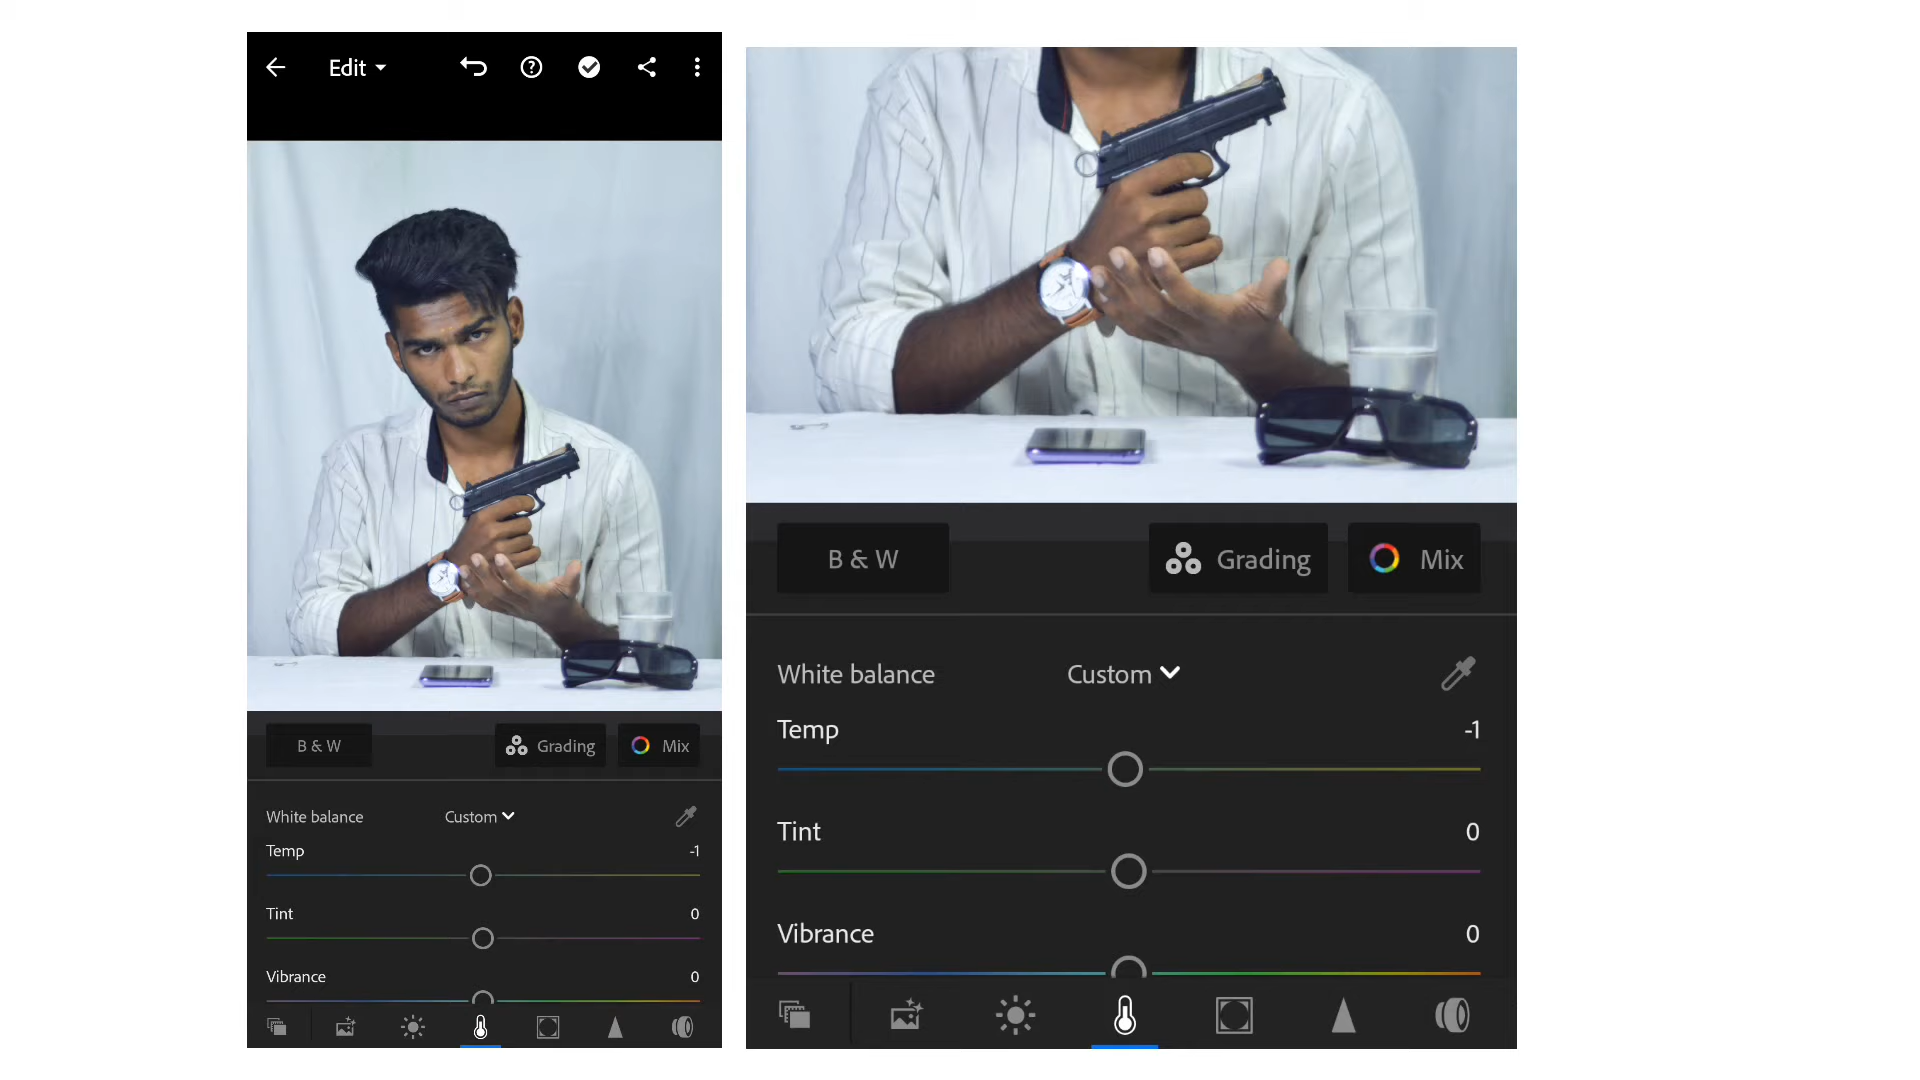 Edit
B & W Grading Mix
White balance Custom
Temp -1
Tint 0
Vibrance 0
B & W Grading Mix
White balance Custom
Temp -1
Tint 0
Vibrance 0